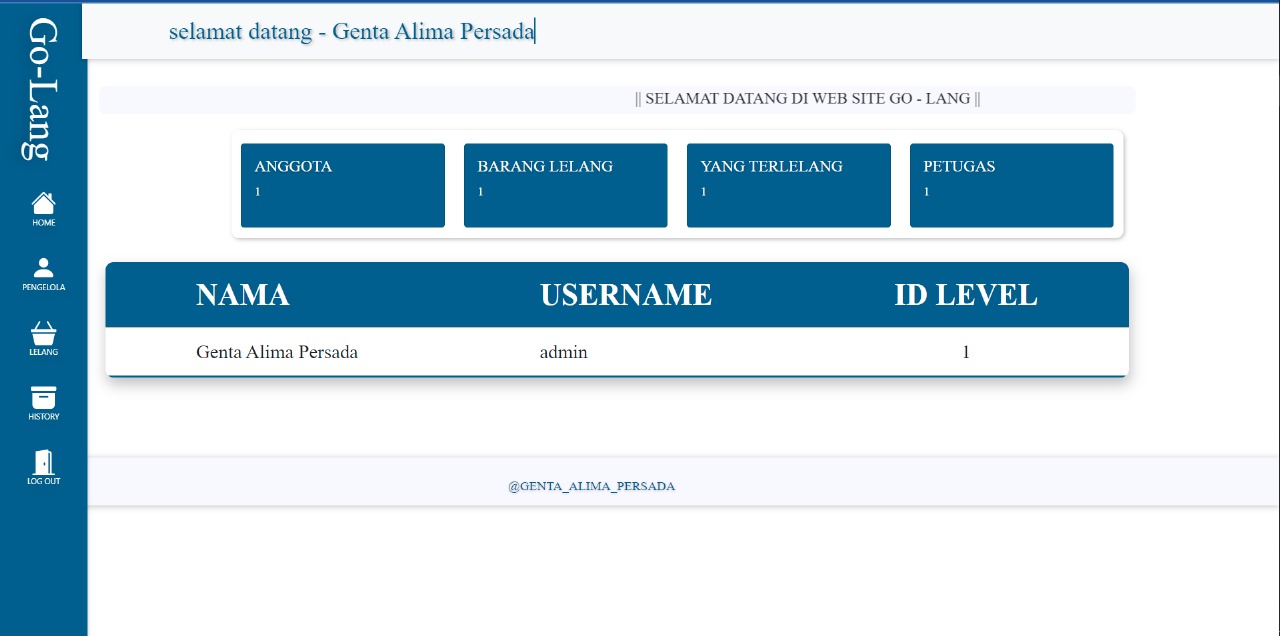 Go-Lang
selamat datang - Genta Alima Persada
|| SELAMAT DATANG DI WEB SITE GO - LANG ||
ANGGOTA
1
BARANG LELANG
1
YANG TERLELANG
1
PETUGAS
1
HOME
PENGELOLA
LELANG
HISTORY
LOG OUT
NAMA USERNAME ID LEVEL
Genta Alima Persada admin 1
@GENTA_ALIMA_PERSADA